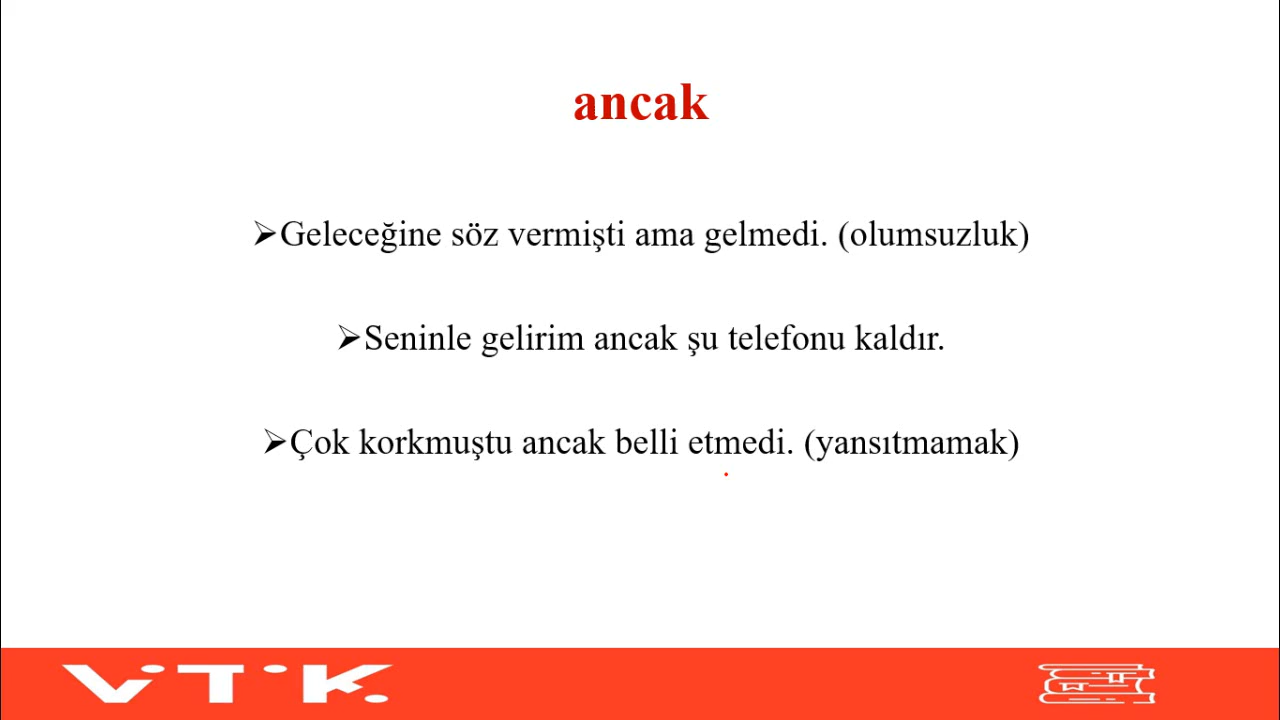 ancak
➢Geleceğine söz vermişti ama gelmedi. (olumsuzluk)
➢Seninle gelirim ancak şu telefonu kaldır.
➢Çok korkmuştu ancak belli etmedi. (yansıtmamak)
ViTiK.